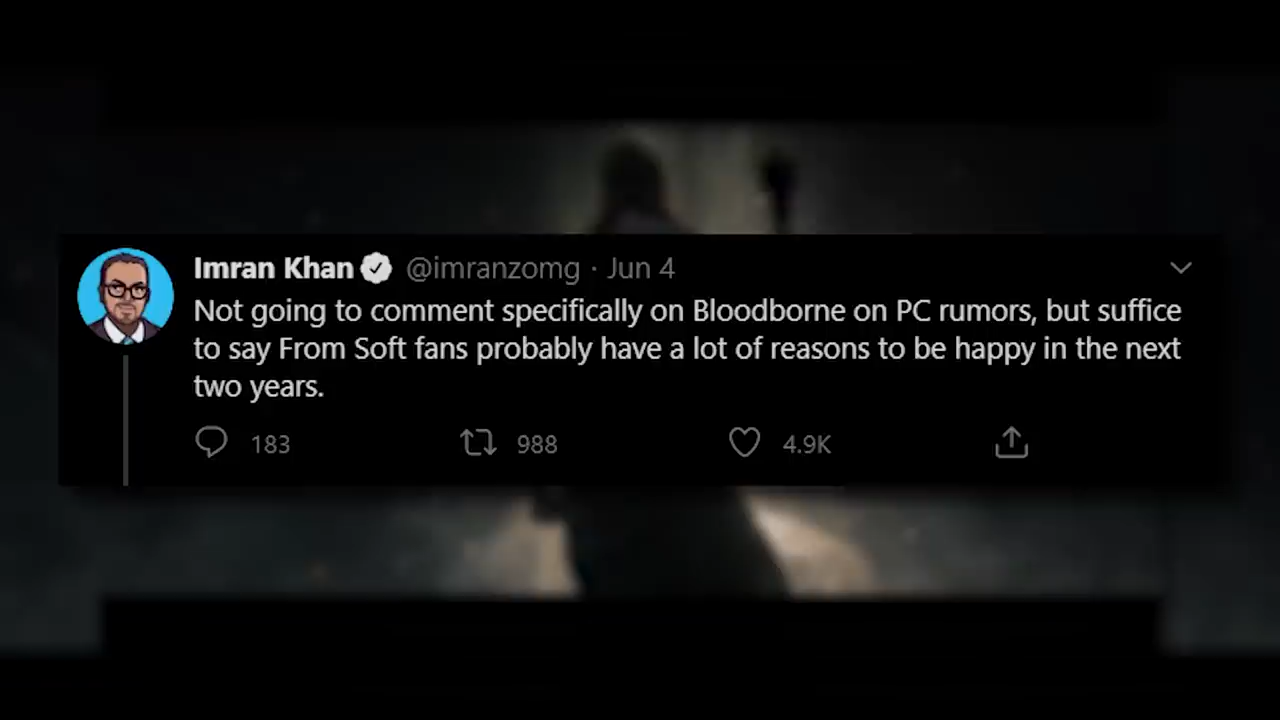 Imran Khan @imranzomg · Jun 4
Not going to comment specifically on Bloodborne on PC rumors, but suffice
to say From Soft fans probably have a lot of reasons to be happy in the next
two years.
183 988 4.9K